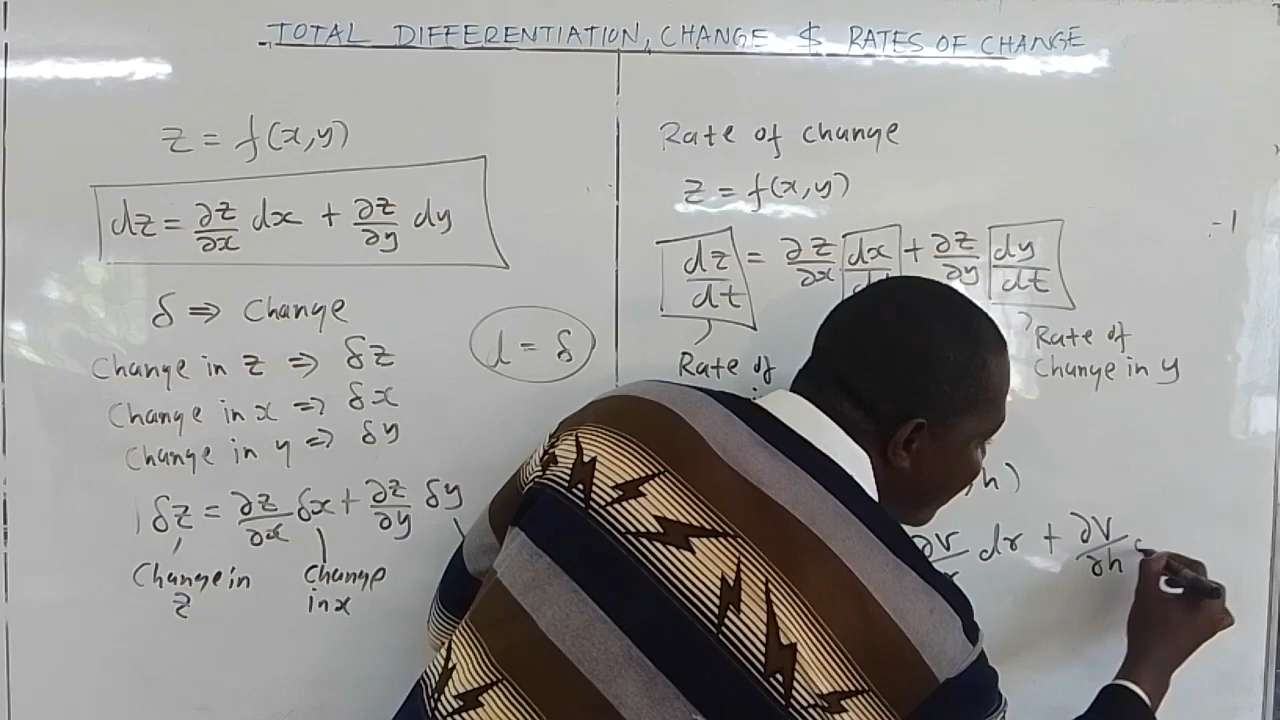 TOTAL DIFFERENTIATION, CHANGE & RATES OF CHANGE
z = f(x,y)
dz = ∂z/∂x dx + ∂z/∂y dy
δ ⇒ Change
Change in z ⇒ δz
Change in x ⇒ δx
Change in y ⇒ δy
d = δ
δz = ∂z/∂x δx + ∂z/∂y δy
Change in z
Change in x
Rate of change
z = f(x,y)
dz/dt = ∂z/∂x dx/dt + ∂z/∂y dy/dt
Rate of
Rate of
Change in y
,h)
∂V dr + ∂V/∂h
-1